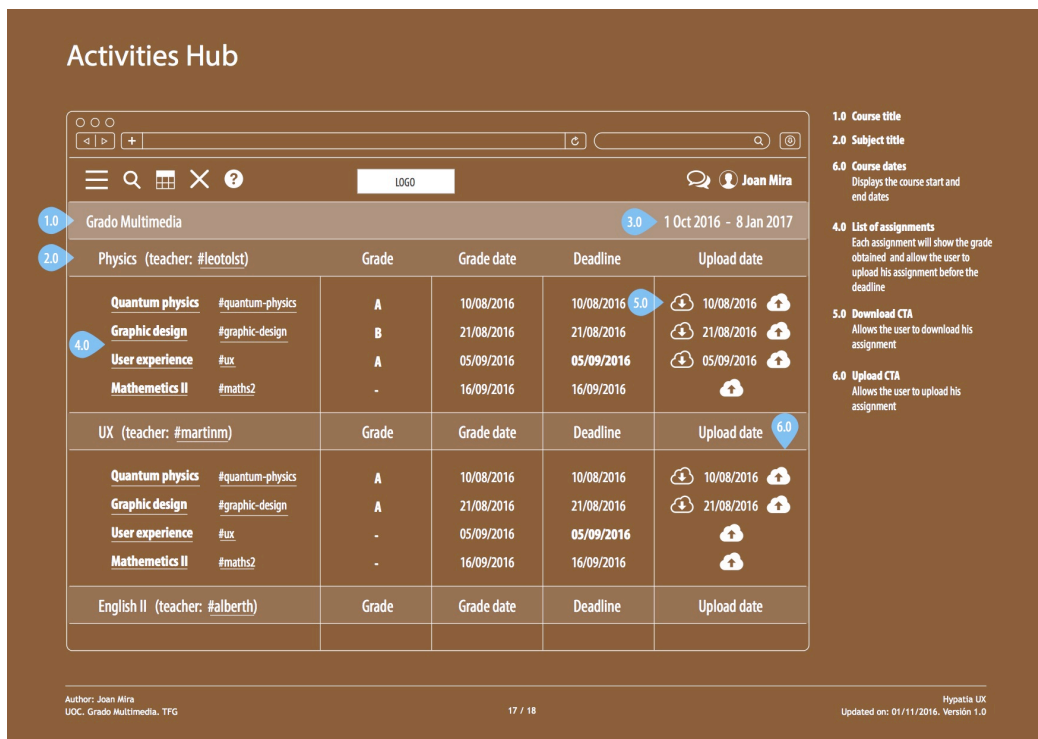 Activities Hub
LOGO
Joan Mira
1.0 Grado Multimedia 3.0 1 Oct 2016 - 8 Jan 2017
2.0 Physics (teacher: #leotolst) Grade Grade date Deadline Upload date
Quantum physics #quantum-physics A 10/08/2016 10/08/2016 5.0 10/08/2016
Graphic design #graphic-design B 21/08/2016 21/08/2016 21/08/2016
4.0
User experience #ux A 05/09/2016 05/09/2016 05/09/2016
Mathemetics II #maths2 - 16/09/2016 16/09/2016
UX (teacher: #martinm) Grade Grade date Deadline Upload date 6.0
Quantum physics #quantum-physics A 10/08/2016 10/08/2016 10/08/2016
Graphic design #graphic-design A 21/08/2016 21/08/2016 21/08/2016
User experience #ux - 05/09/2016 05/09/2016
Mathemetics II #maths2 - 16/09/2016 16/09/2016
English II (teacher: #alberth) Grade Grade date Deadline Upload date
1.0 Course title
2.0 Subject title
6.0 Course dates
Displays the course start and
end dates
4.0 List of assignments
Each assignment will show the grade
obtained and allow the user to
upload his assignment before the
deadline
5.0 Download CTA
Allows the user to download his
assignment
6.0 Upload CTA
Allows the user to upload his
assignment
Author: Joan Mira
UOC. Grado Multimedia. TFG
17 / 18
Hypatia UX
Updated on: 01/11/2016. Versión 1.0